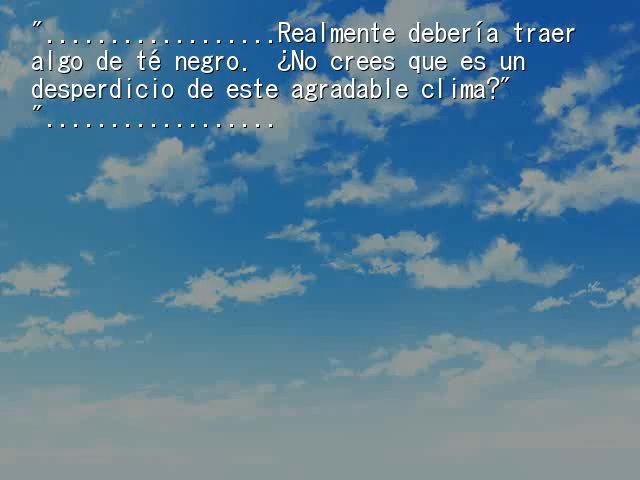 "..................Realmente debería traer
algo de té negro.  ¿No crees que es un
desperdicio de este agradable clima?"
"..................